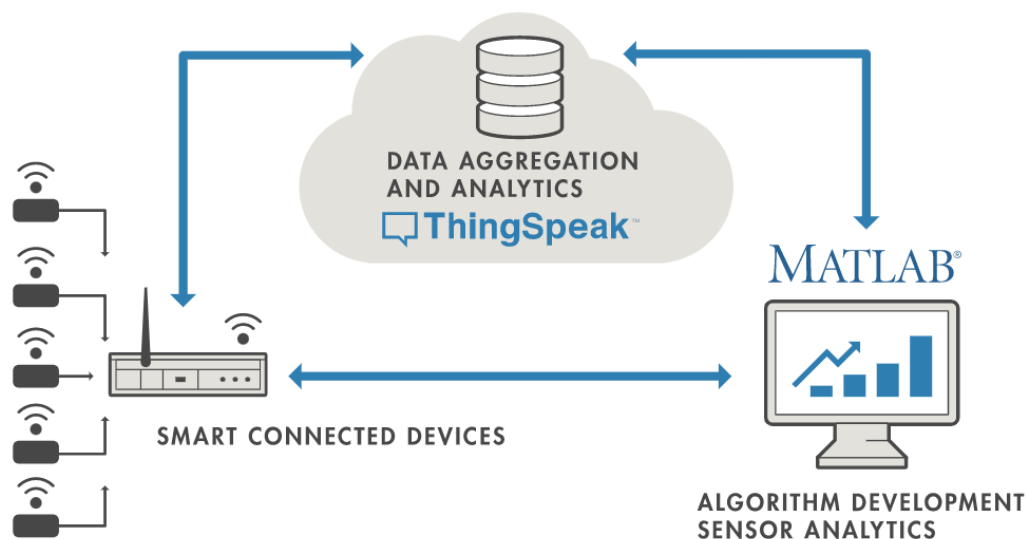 DATA AGGREGATION
AND ANALYTICS
ThingSpeak™
MATLAB®
SMART CONNECTED DEVICES
ALGORITHM DEVELOPMENT
SENSOR ANALYTICS